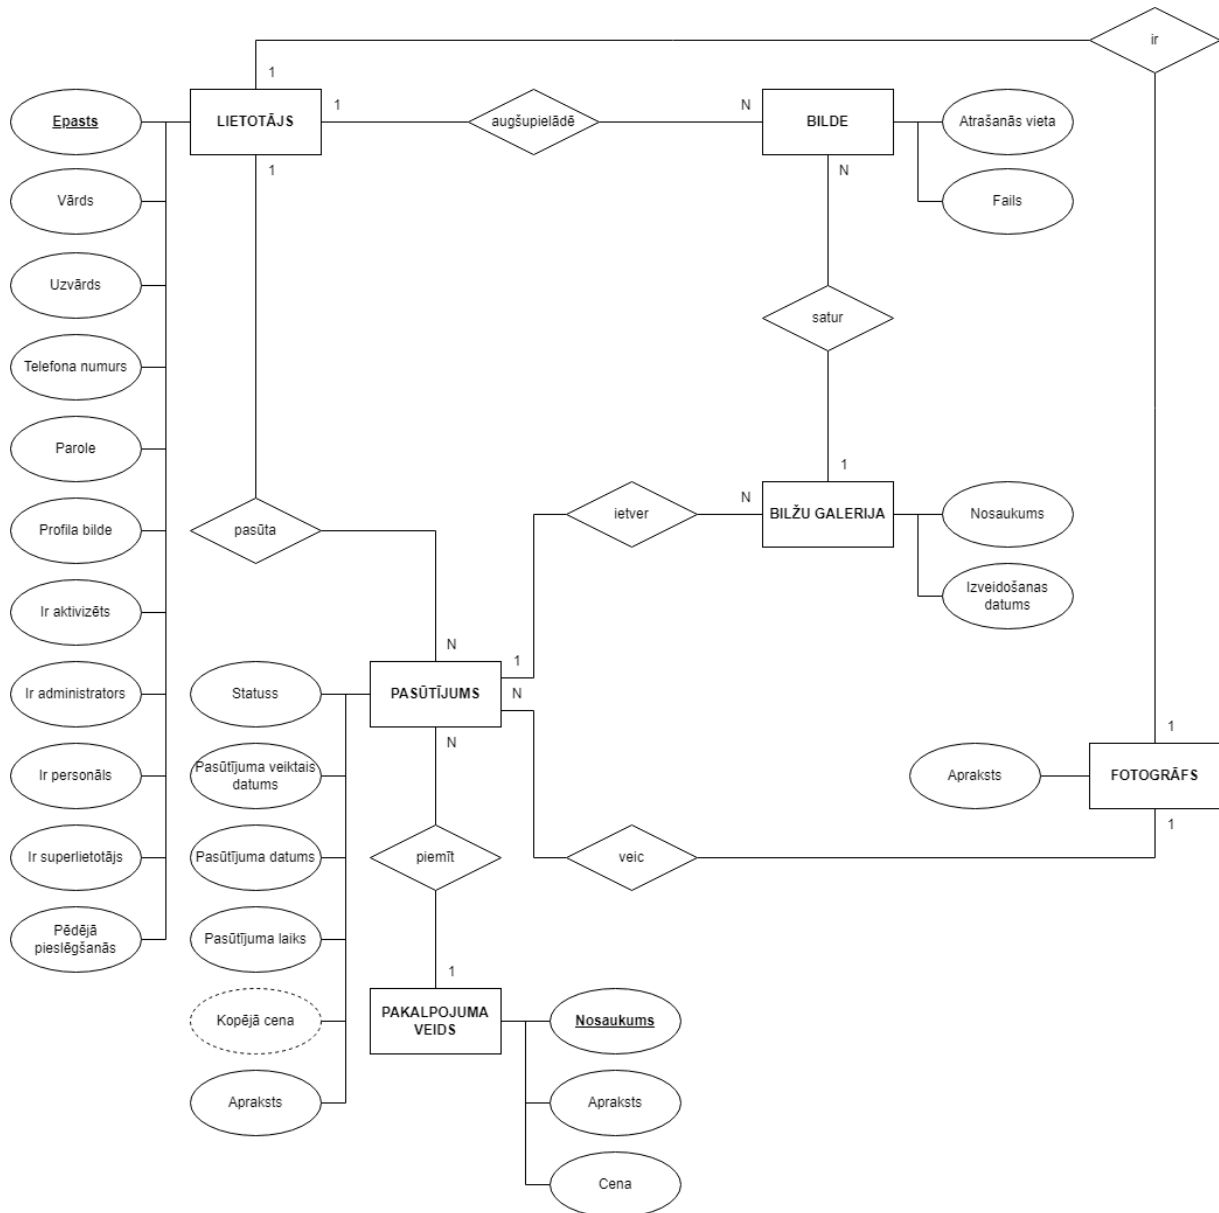 ir
1
1
N
Epasts
LIETOTĀJS
augšupielādē
BILDE
Atrašanās vieta
1
N
Vārds
Fails
Uzvārds
satur
Telefona numurs
Parole
1
N
ietver
BILŽU GALERIJA
Nosaukums
1
Profila bilde
pasūta
Izveidošanas
datums
Ir aktivizēts
N
1
Ir administrators
Statuss
PASŪTĪJUMS
N
1
N
Ir personāls
Pasūtījuma veiktais
datums
Apraksts
FOTOGRĀFS
1
Ir superlietotājs
Pasūtījuma datums
piemīt
veic
Pēdējā
pieslēgšanās
Pasūtījuma laiks
1
Kopējā cena
PAKALPOJUMA
VEIDS
Nosaukums
Apraksts
Apraksts
Cena